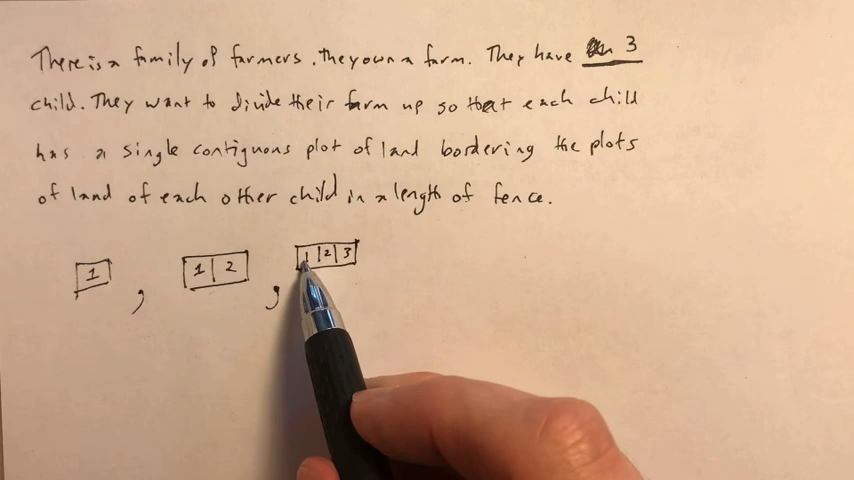 There is a family of farmers. they own a farm. They have 3
child. They want to divide their farm up so that each child
has a single contiguous plot of land bordering the plots
of land of each other child in a length of fence.
1 , 1 2 , 1 2 3